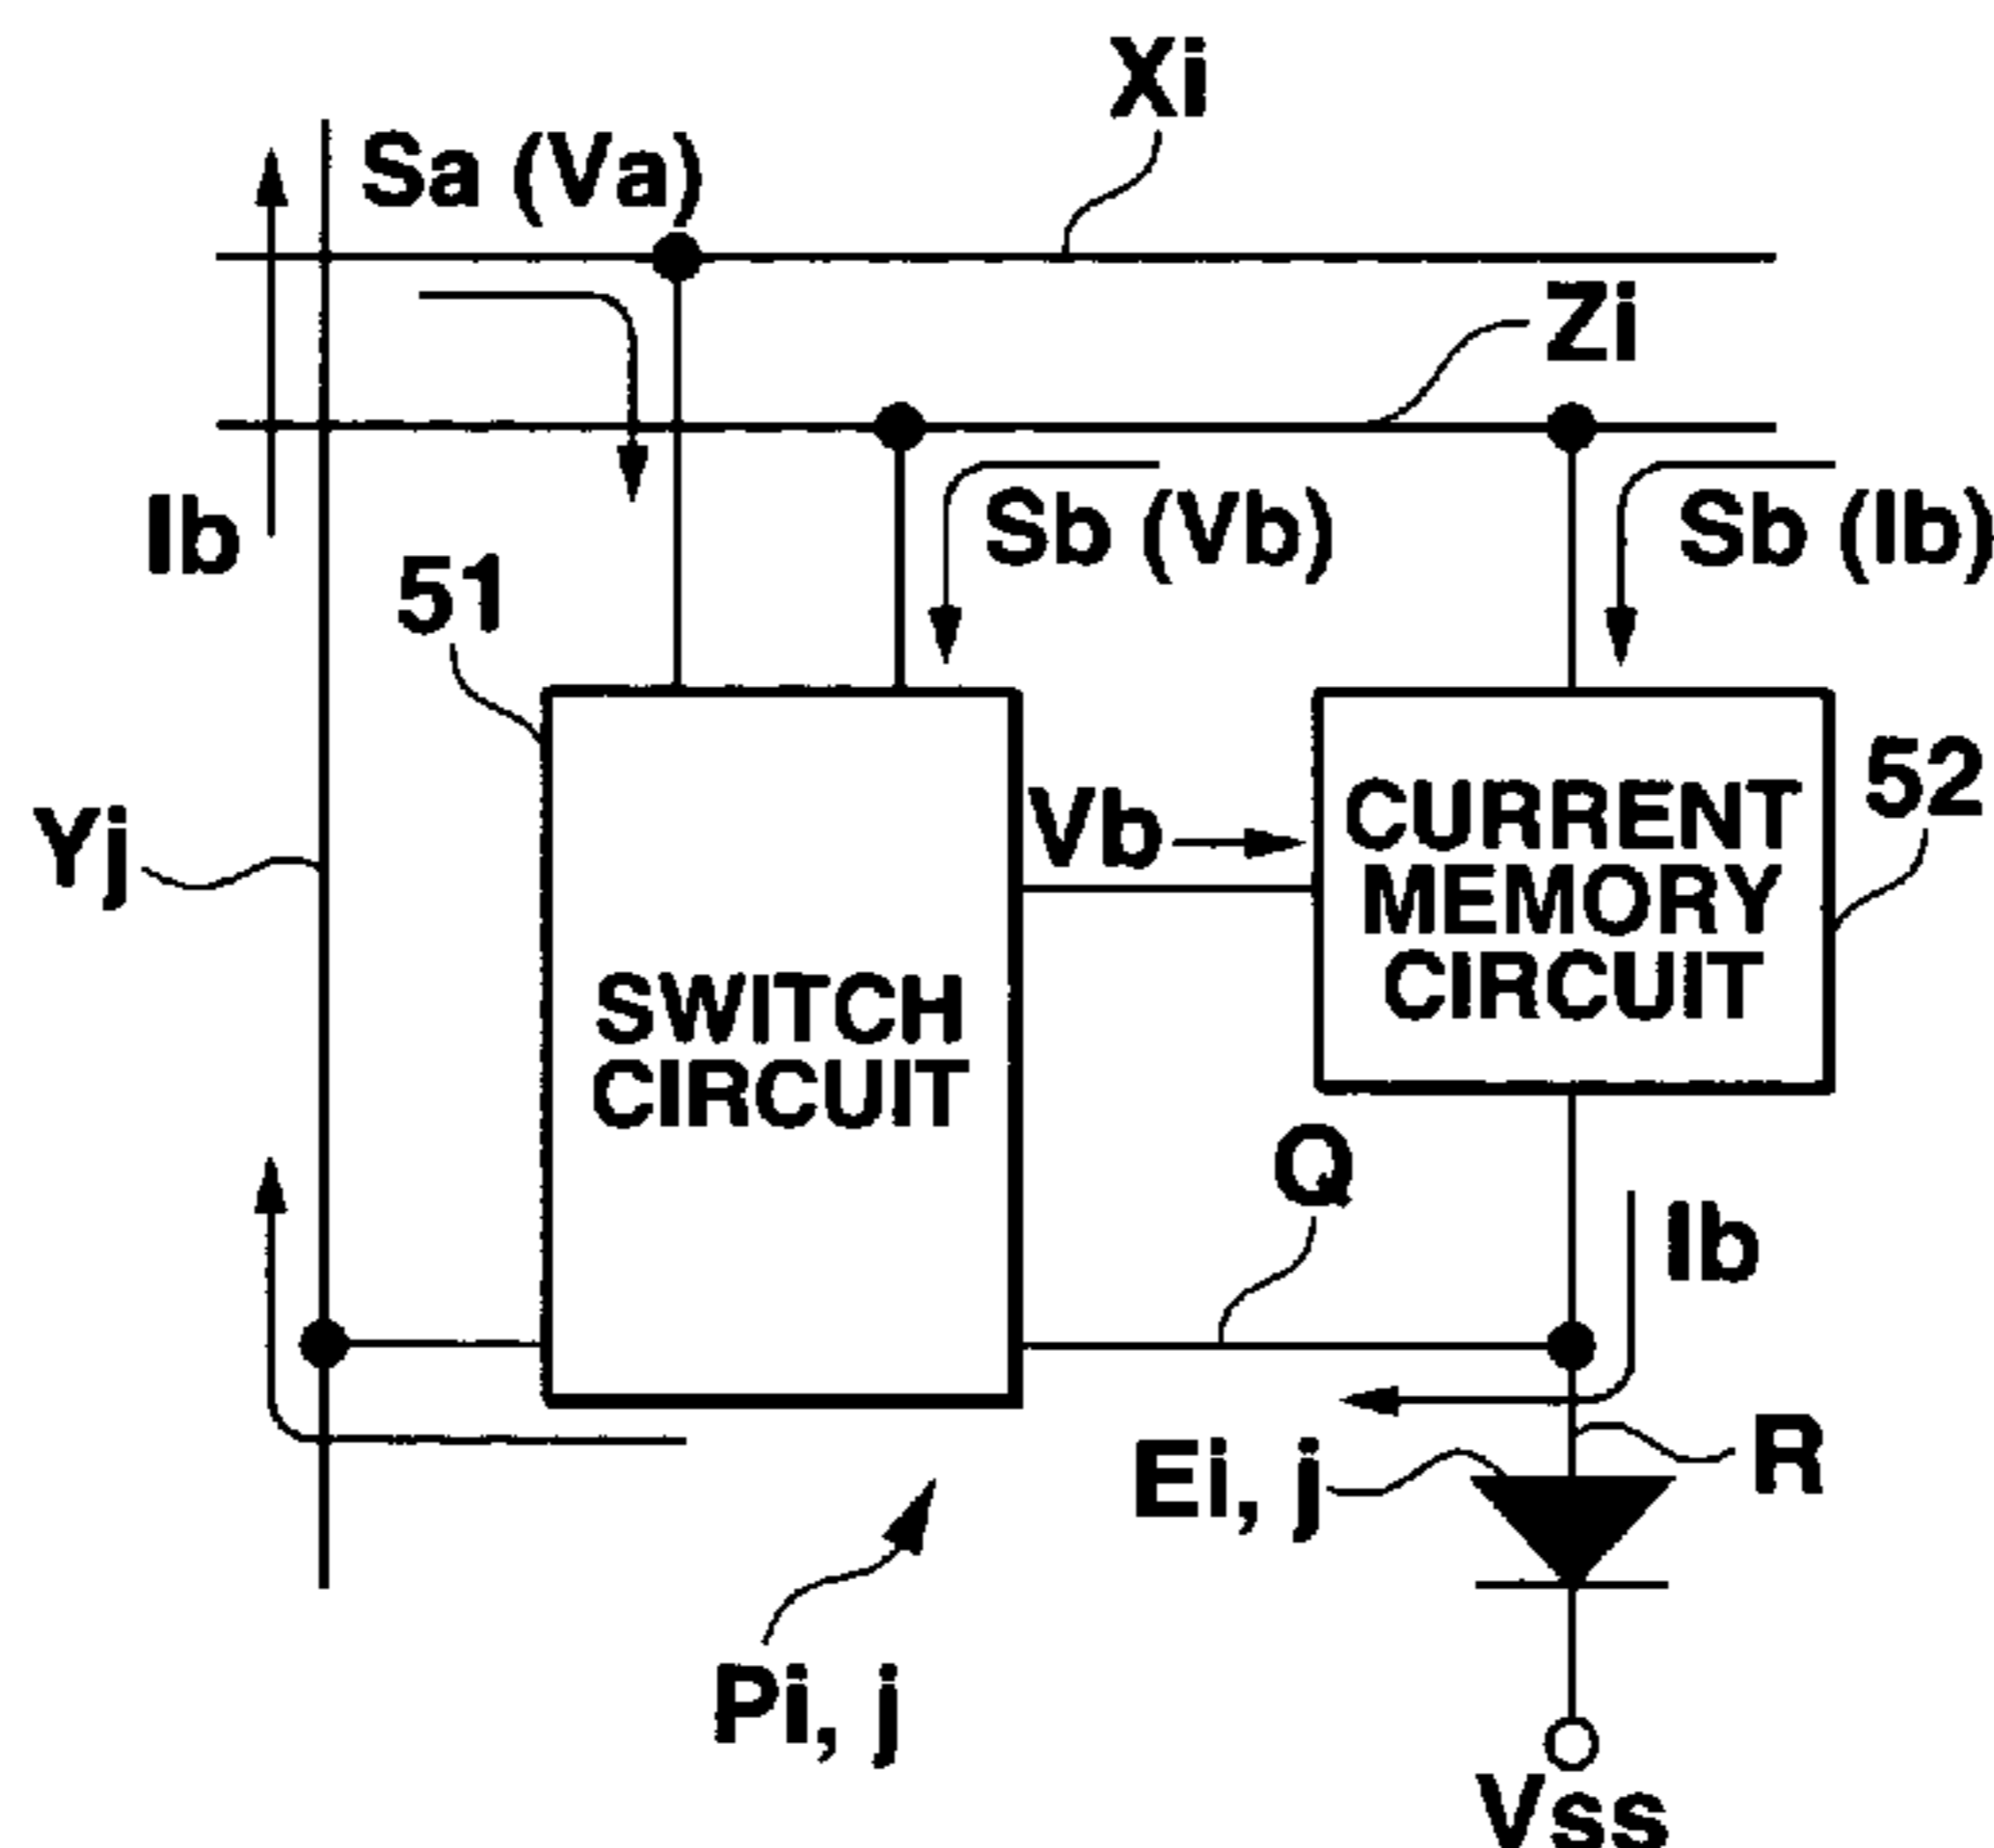 Xi
Sa (Va)
Zi
Ib
Sb (Vb)
Sb (Ib)
51
52
Yj
Vb
CURRENT
MEMORY
CIRCUIT
SWITCH
CIRCUIT
Q
Ib
Ei, j
R
Pi, j
Vss